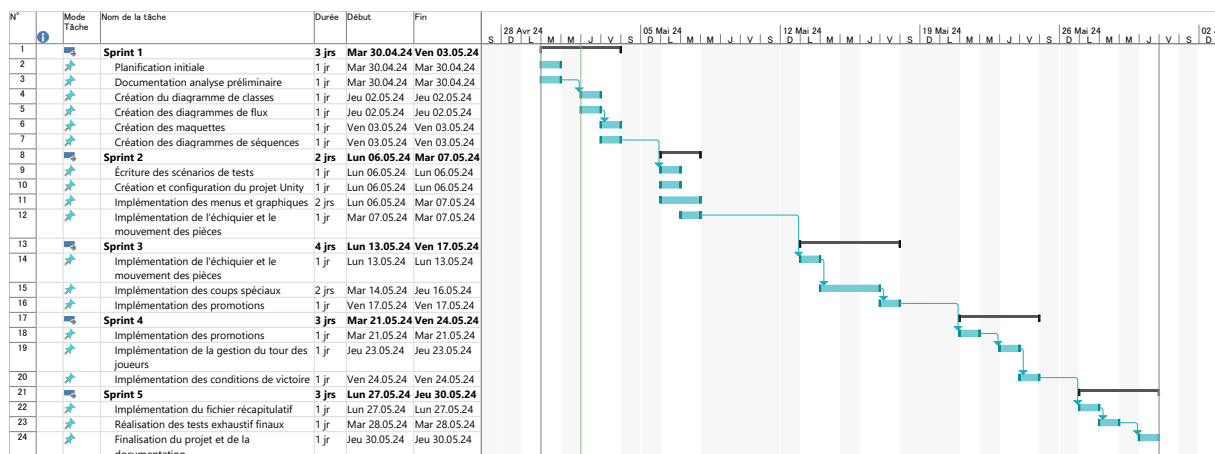 N° Mode Tâche Nom de la tâche Durée Début Fin
28 Avr 24 05 Mai 24 12 Mai 24 19 Mai 24 26 Mai 24 02
S D L M M J V S D L M M J V S D L M M J V S D L M M J V S D L M M J V S D
1 Sprint 1 3 jrs Mar 30.04.24 Ven 03.05.24
2 Planification initiale 1 jr Mar 30.04.24 Mar 30.04.24
3 Documentation analyse préliminaire 1 jr Mar 30.04.24 Mar 30.04.24
4 Création du diagramme de classes 1 jr Jeu 02.05.24 Jeu 02.05.24
5 Création des diagrammes de flux 1 jr Jeu 02.05.24 Jeu 02.05.24
6 Création des maquettes 1 jr Ven 03.05.24 Ven 03.05.24
7 Création des diagrammes de séquences 1 jr Ven 03.05.24 Ven 03.05.24
8 Sprint 2 2 jrs Lun 06.05.24 Mar 07.05.24
9 Écriture des scénarios de tests 1 jr Lun 06.05.24 Lun 06.05.24
10 Création et configuration du projet Unity 1 jr Lun 06.05.24 Lun 06.05.24
11 Implémentation des menus et graphiques 2 jrs Lun 06.05.24 Mar 07.05.24
12 Implémentation de l'échiquier et le 1 jr Mar 07.05.24 Mar 07.05.24
mouvement des pièces
13 Sprint 3 4 jrs Lun 13.05.24 Ven 17.05.24
14 Implémentation de l'échiquier et le 1 jr Lun 13.05.24 Lun 13.05.24
mouvement des pièces
15 Implémentation des coups spéciaux 2 jrs Mar 14.05.24 Jeu 16.05.24
16 Implémentation des promotions 1 jr Ven 17.05.24 Ven 17.05.24
17 Sprint 4 3 jrs Mar 21.05.24 Ven 24.05.24
18 Implémentation des promotions 1 jr Mar 21.05.24 Mar 21.05.24
19 Implémentation de la gestion du tour des 1 jr Jeu 23.05.24 Jeu 23.05.24
joueurs
20 Implémentation des conditions de victoire 1 jr Ven 24.05.24 Ven 24.05.24
21 Sprint 5 3 jrs Lun 27.05.24 Jeu 30.05.24
22 Implémentation du fichier récapitulatif 1 jr Lun 27.05.24 Lun 27.05.24
23 Réalisation des tests exhaustif finaux 1 jr Mar 28.05.24 Mar 28.05.24
24 Finalisation du projet et de la 1 jr Jeu 30.05.24 Jeu 30.05.24
documentation